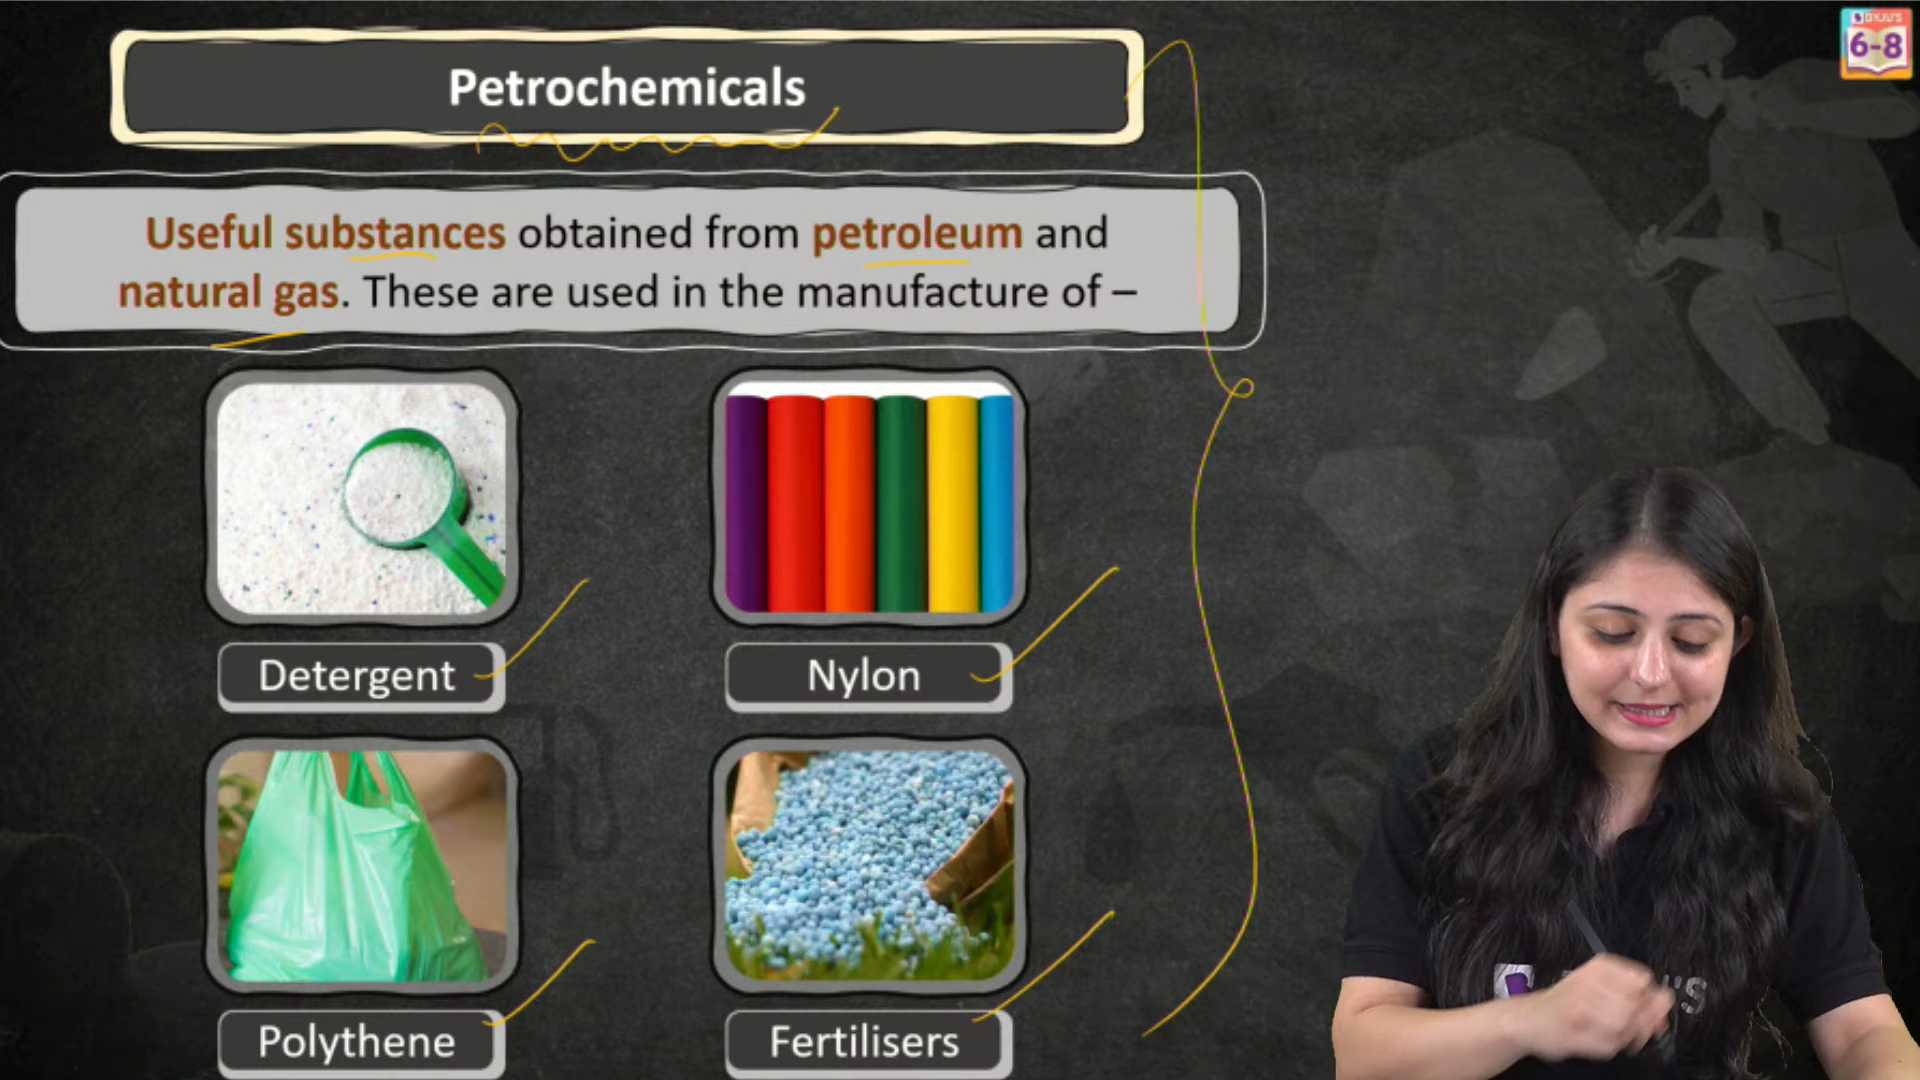 BYJU'S
6-8
Petrochemicals
Useful substances obtained from petroleum and
natural gas. These are used in the manufacture of –
Detergent
Nylon
Polythene
Fertilisers